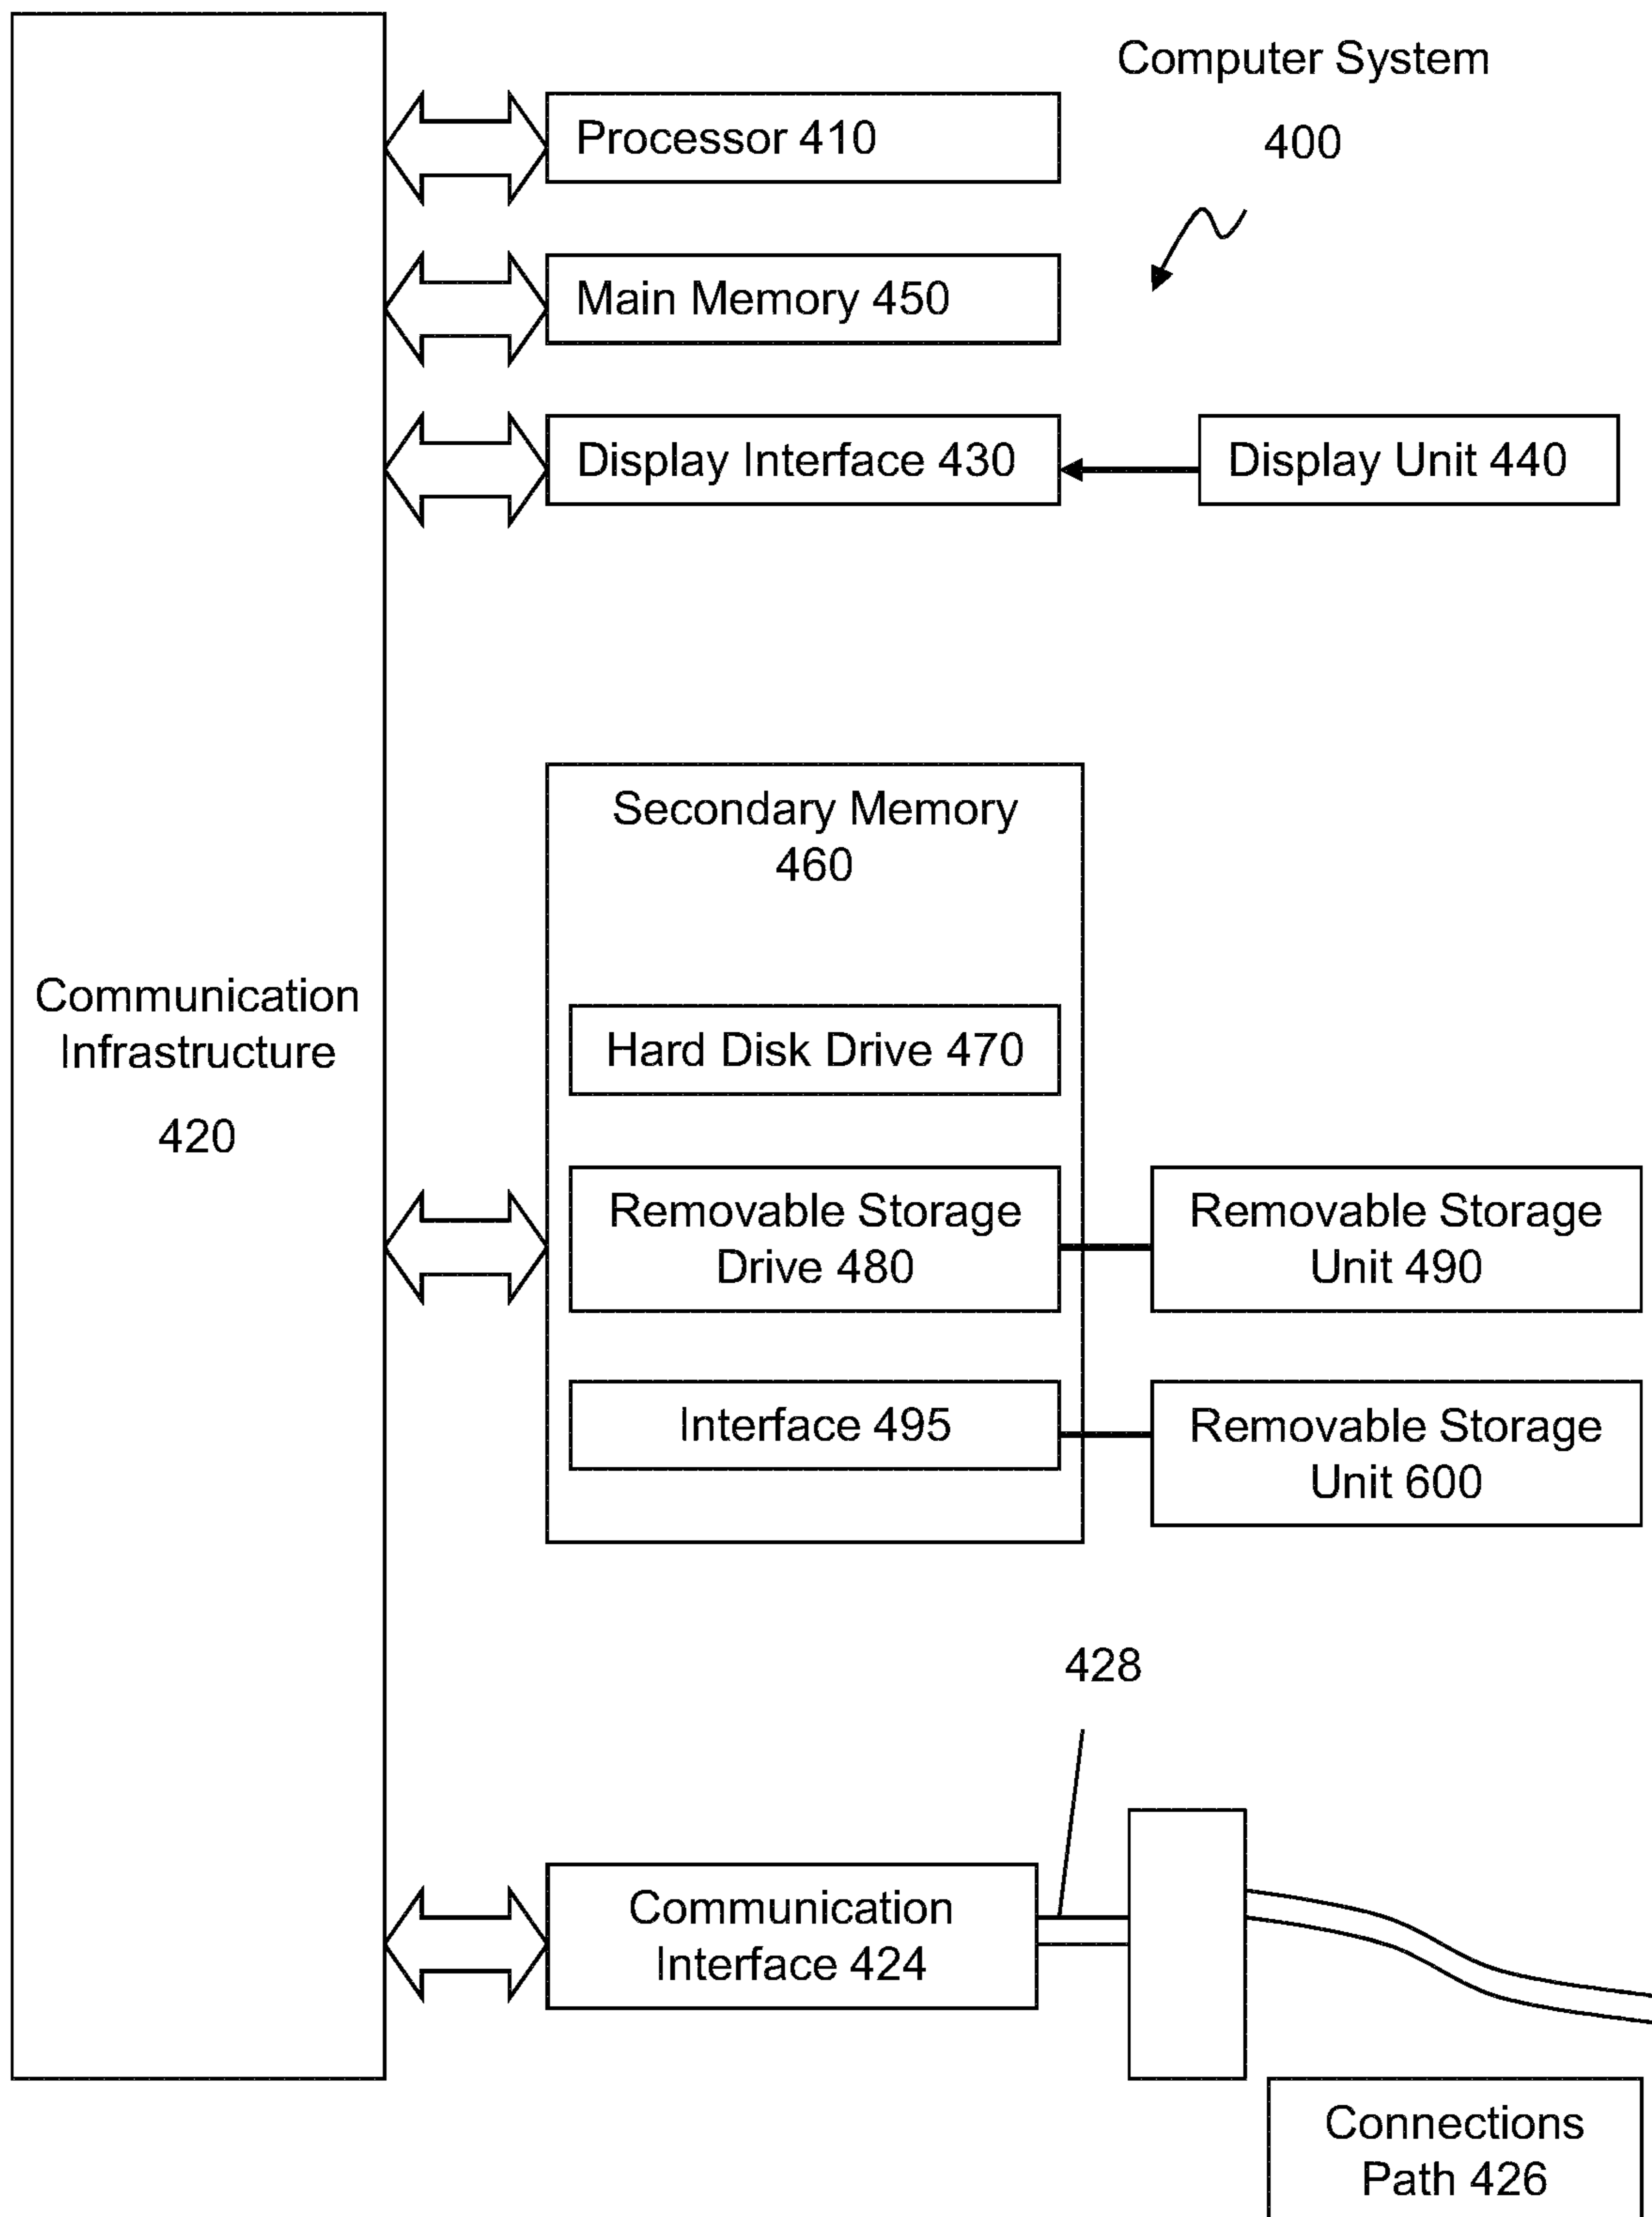 Computer System
400
Processor 410
Main Memory 450
Display Interface 430
Display Unit 440
Secondary Memory
460
Communication
Infrastructure
420
Hard Disk Drive 470
Removable Storage
Drive 480
Removable Storage
Unit 490
Interface 495
Removable Storage
Unit 600
428
Communication
Interface 424
Connections
Path 426